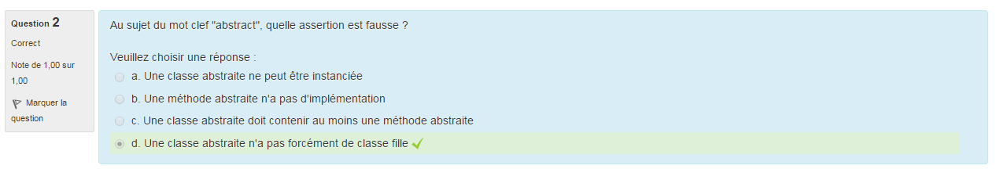 Question 2
Correct
Note de 1,00 sur
1,00
Marquer la
question
Au sujet du mot clef "abstract", quelle assertion est fausse ?
Veuillez choisir une réponse :
a. Une classe abstraite ne peut être instanciée
b. Une méthode abstraite n'a pas d'implémentation
c. Une classe abstraite doit contenir au moins une méthode abstraite
d. Une classe abstraite n'a pas forcément de classe fille